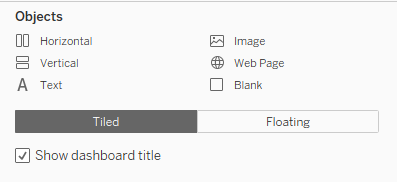 Objects
Horizontal Image
Vertical Web Page
A Text Blank
Tiled Floating
Show dashboard title